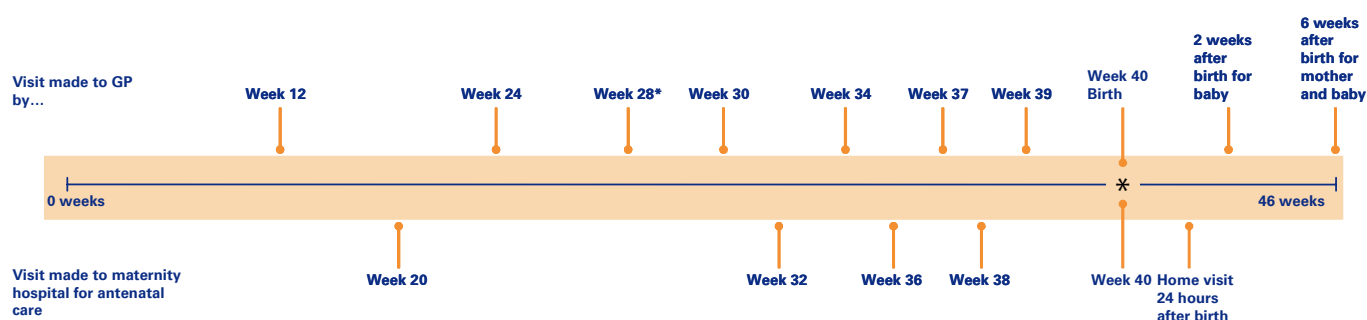 Visit made to GP
by…
Week 12
Week 24
Week 28*
Week 30
Week 34
Week 37
Week 39
Week 40
Birth
2 weeks
after
birth for
baby
6 weeks
after
birth for
mother
and baby
*
0 weeks
46 weeks
Visit made to maternity
hospital for antenatal
care
Week 20
Week 32
Week 36
Week 38
Week 40
Home visit
24 hours
after birth